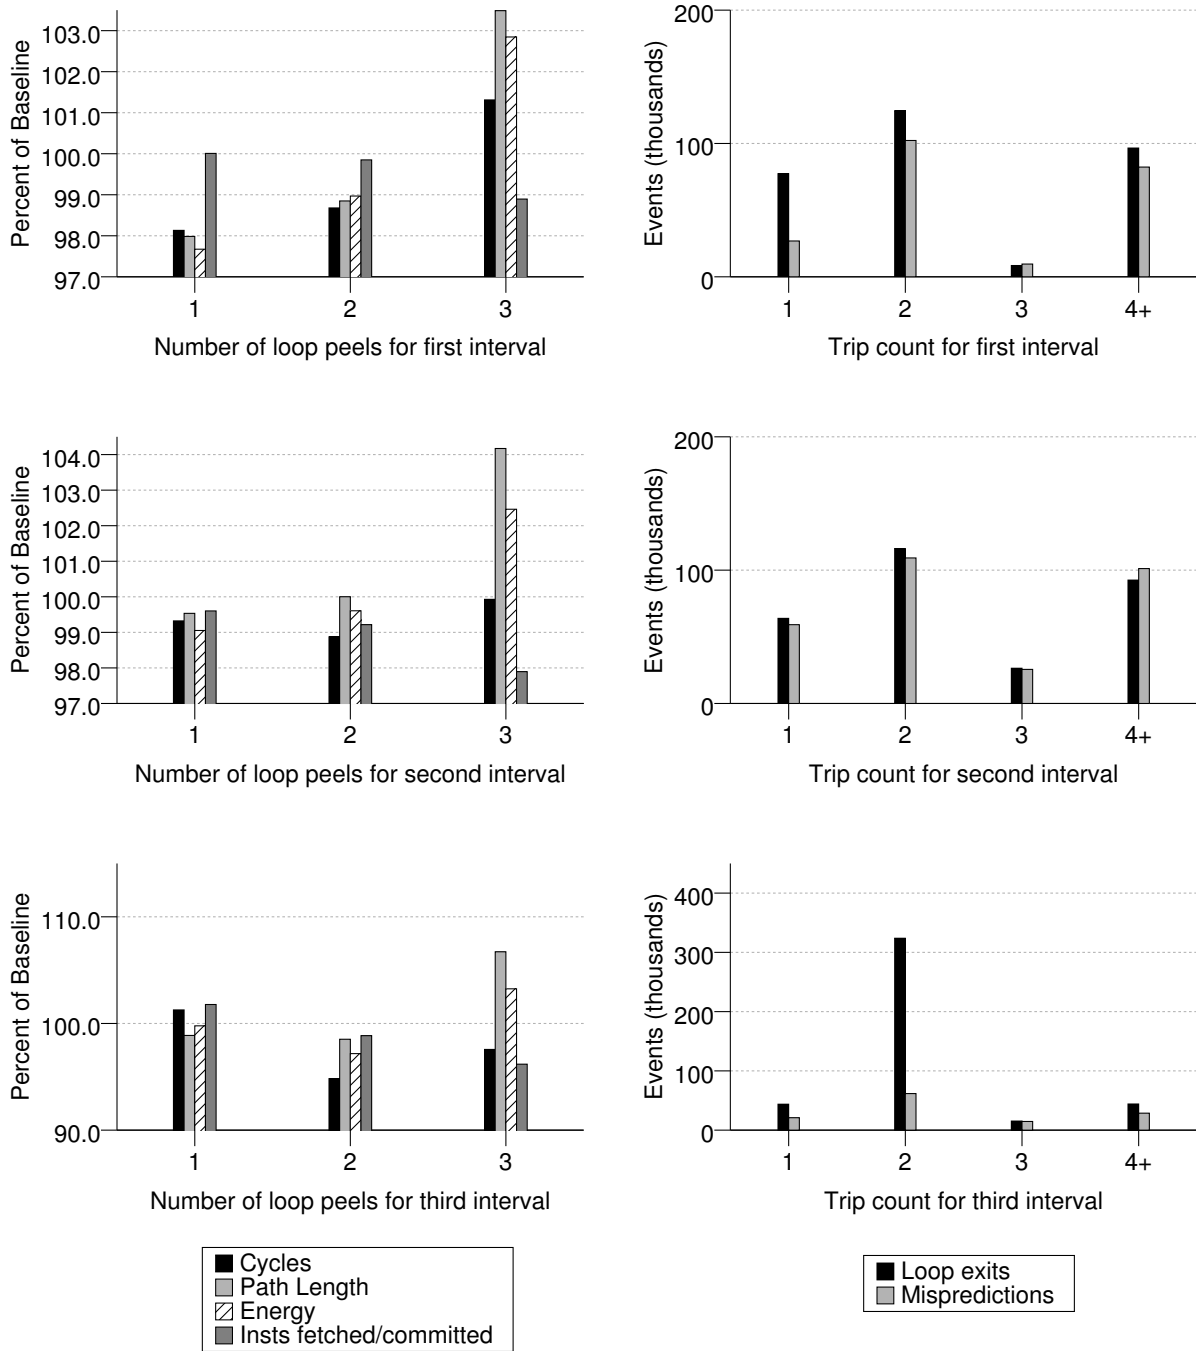 Percent of Baseline
103.0
102.0
101.0
100.0
99.0
98.0
97.0
1 2 3
Number of loop peels for first interval
Events (thousands)
200
100
0
1 2 3 4+
Trip count for first interval
Percent of Baseline
104.0
103.0
102.0
101.0
100.0
99.0
98.0
97.0
1 2 3
Number of loop peels for second interval
Events (thousands)
200
100
0
1 2 3 4+
Trip count for second interval
Percent of Baseline
110.0
100.0
90.0
1 2 3
Number of loop peels for third interval
Events (thousands)
400
300
200
100
0
1 2 3 4+
Trip count for third interval
Cycles
Path Length
Energy
Insts fetched/committed
Loop exits
Mispredictions